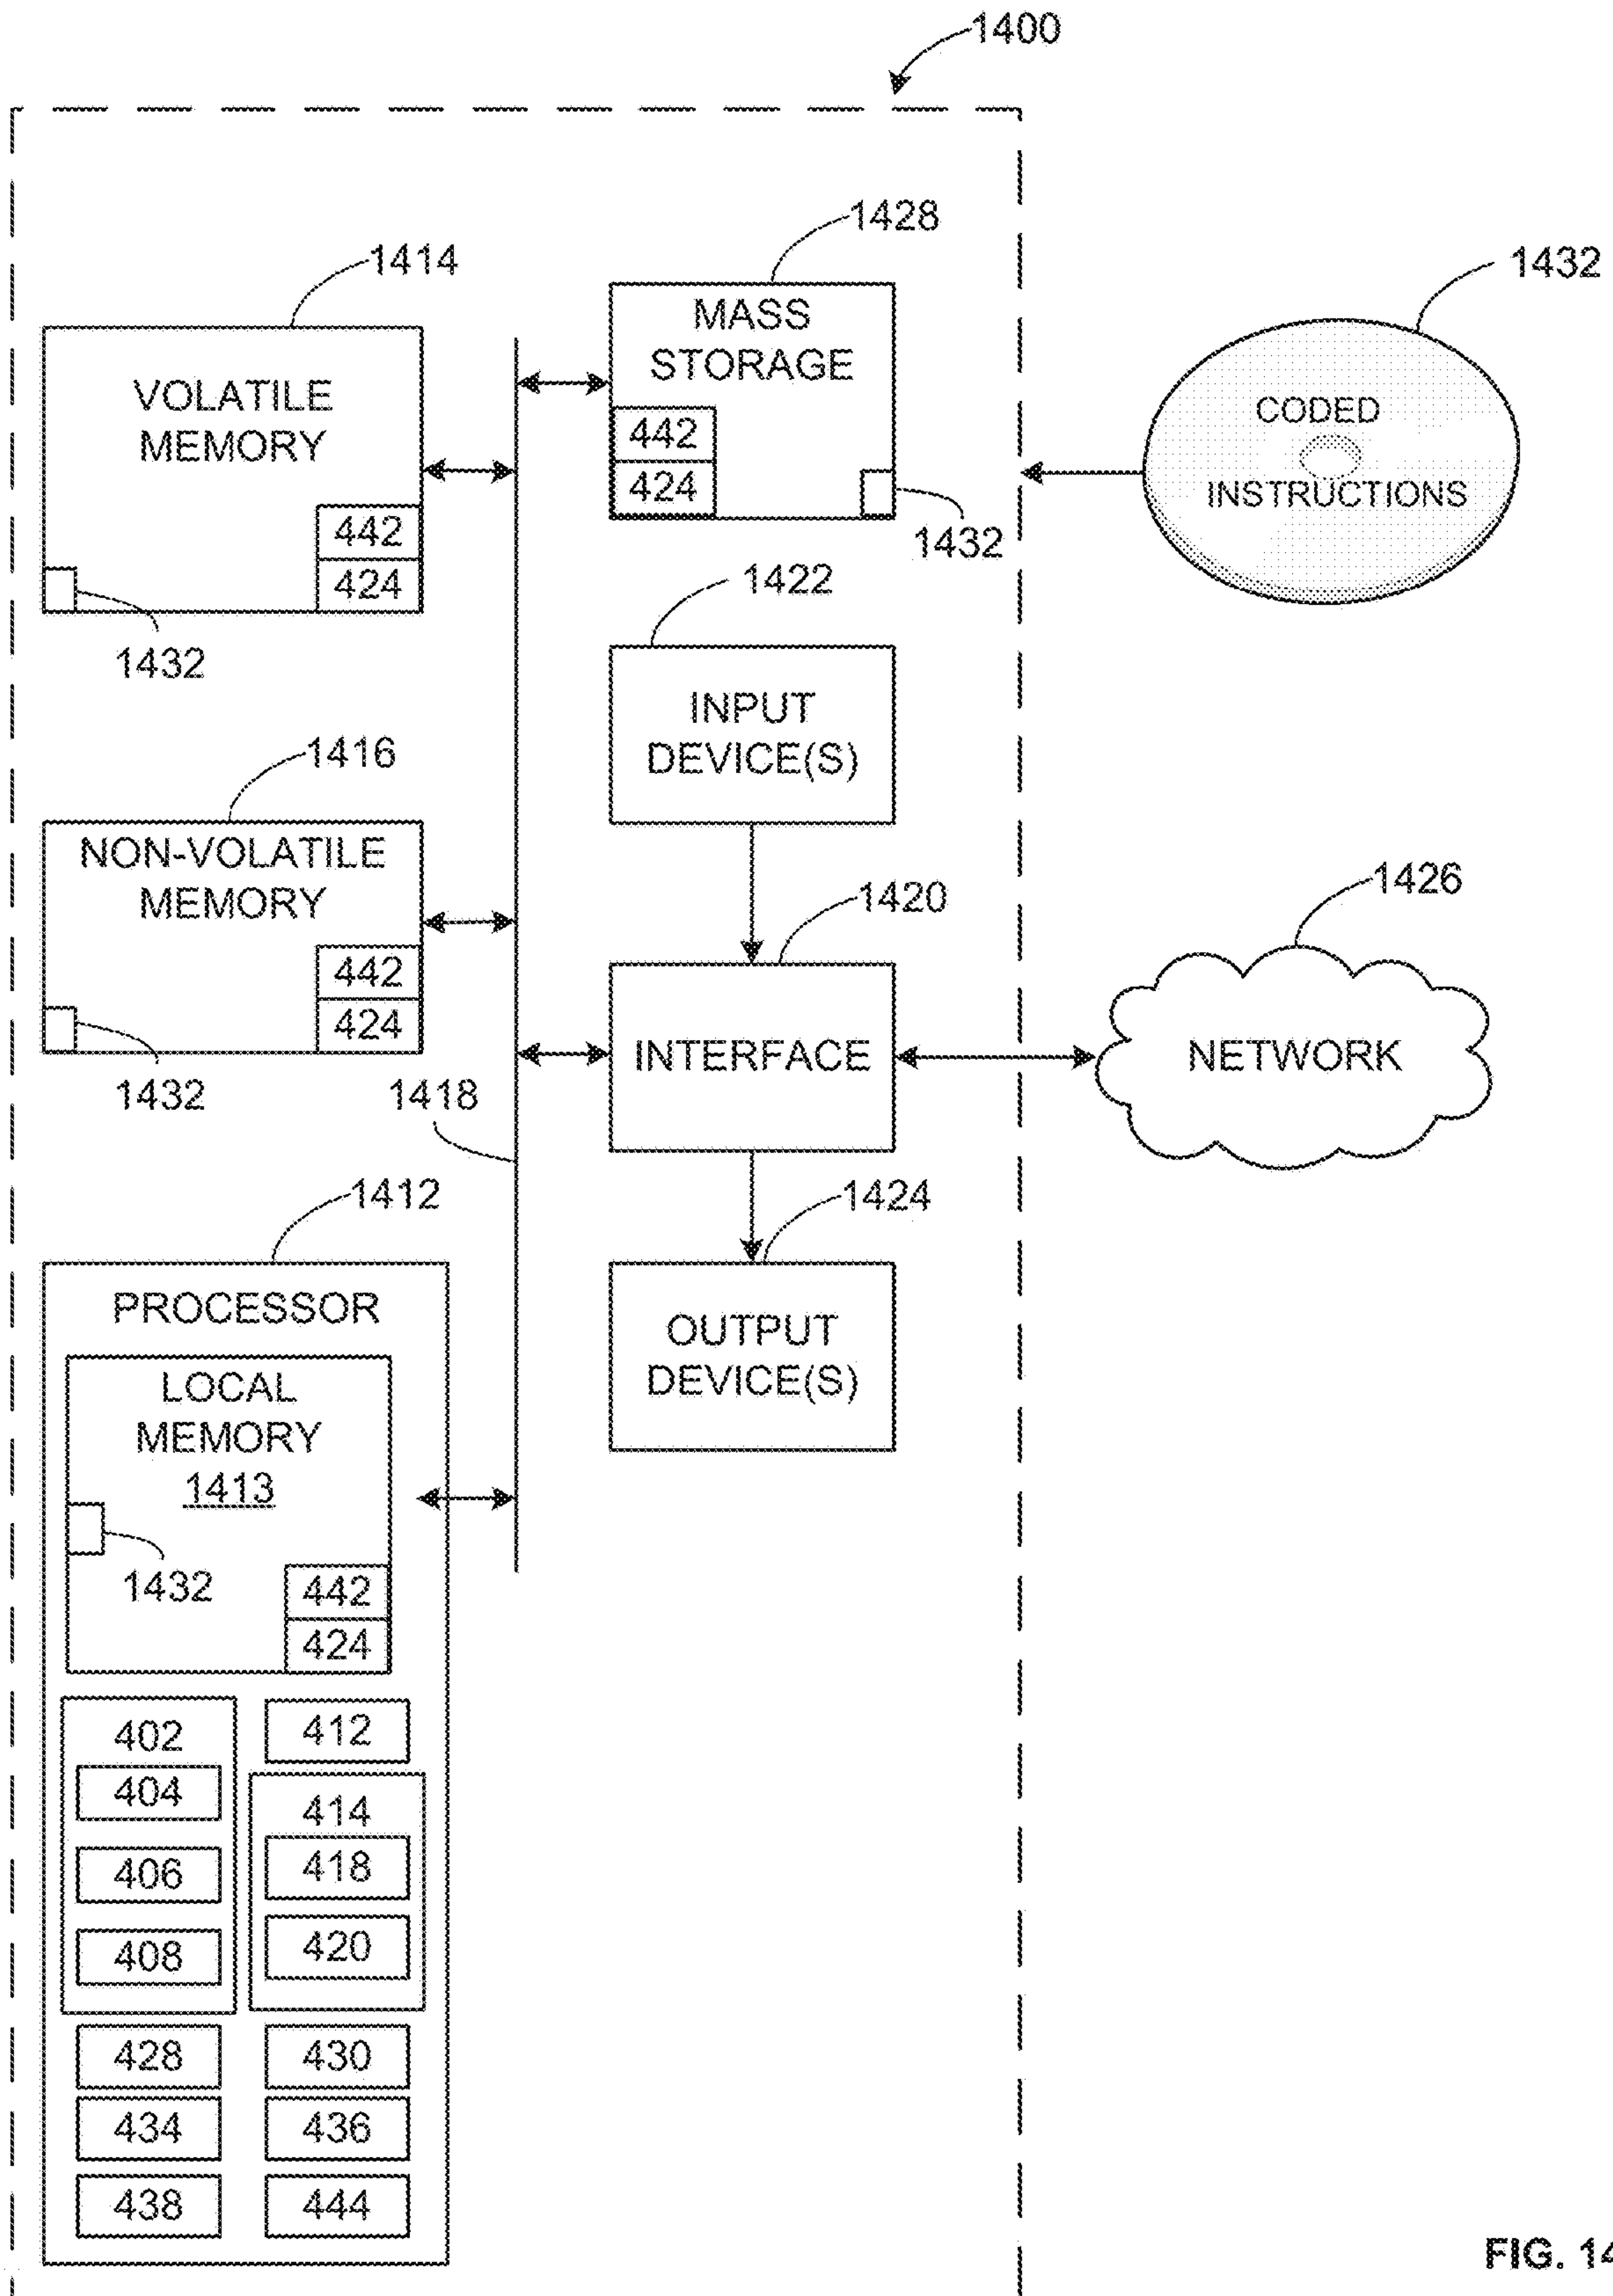 1400
1428
1414
1432
MASS
STORAGE
442
424
1432
VOLATILE
MEMORY
442
424
1432
CODED
INSTRUCTIONS
1422
INPUT
DEVICE(S)
1416
NON-VOLATILE
MEMORY
442
424
1432
1420
INTERFACE
1426
NETWORK
1418
1412
1424
OUTPUT
DEVICE(S)
PROCESSOR
LOCAL
MEMORY
1413
1432
442
424
402
404
406
408
412
414
418
420
428
430
434
436
438
444
FIG. 14